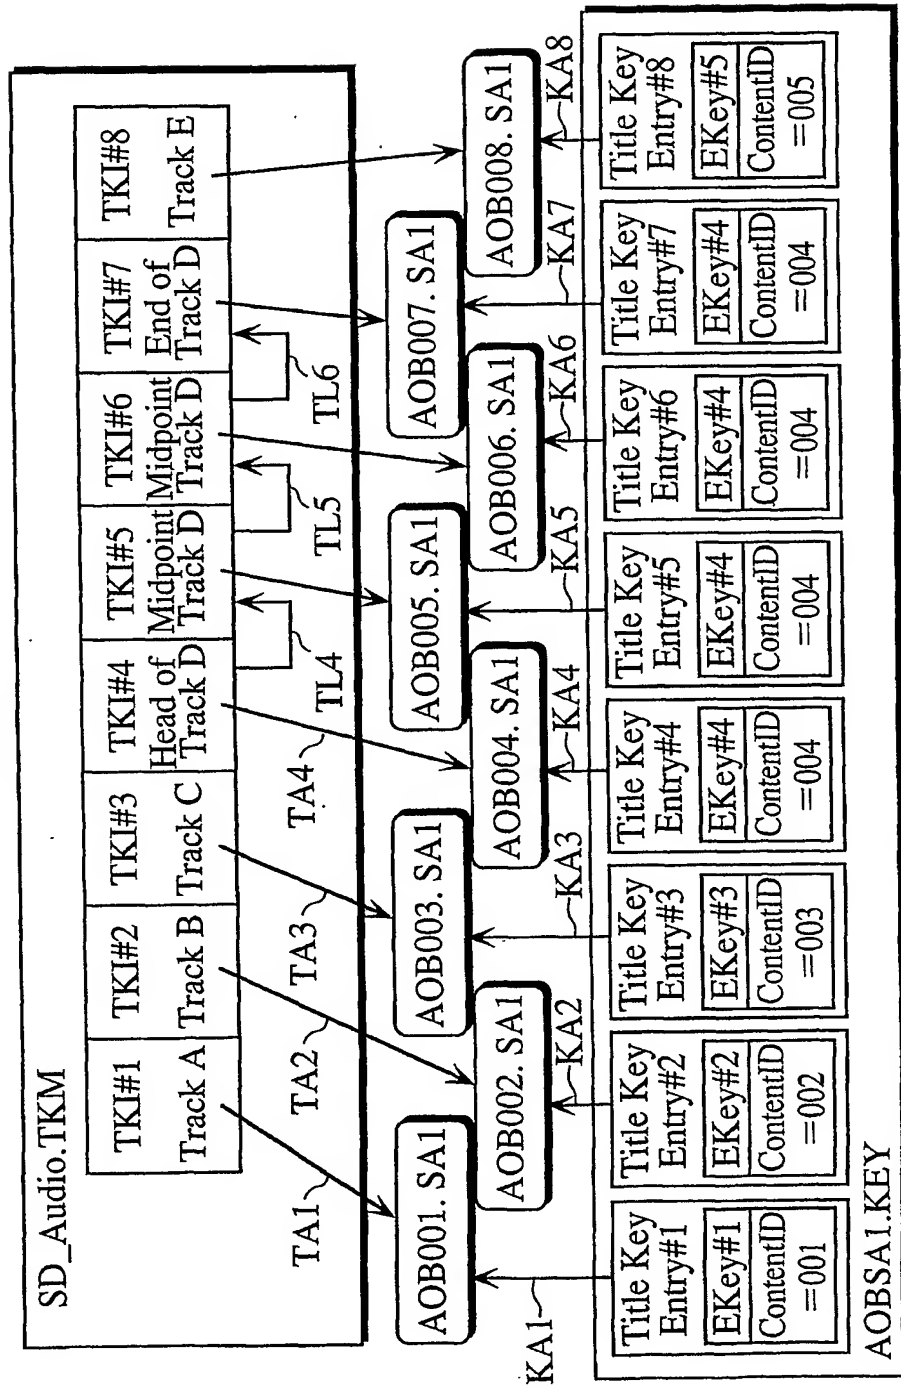 SD_Audio.TKM
TKI#1
Track A
TKI#2
Track B
TKI#3
Track C
TKI#4
Head of
Track D
TKI#5
Midpoint
Track D
TKI#6
Midpoint
Track D
TKI#7
End of
Track D
TKI#8
Track E
TA1
TA2
TA3
TA4
TL4
TL5
TL6
AOB001. SA1
AOB002. SA1
AOB003. SA1
AOB004. SA1
AOB005. SA1
AOB006. SA1
AOB007. SA1
AOB008. SA1
KA1
KA2
KA3
KA4
KA5
KA6
KA7
KA8
Title Key
Entry#1
EKey#1
ContentID
=001
Title Key
Entry#2
EKey#2
ContentID
=002
Title Key
Entry#3
EKey#3
ContentID
=003
Title Key
Entry#4
EKey#4
ContentID
=004
Title Key
Entry#5
EKey#4
ContentID
=004
Title Key
Entry#6
EKey#4
ContentID
=004
Title Key
Entry#7
EKey#4
ContentID
=004
Title Key
Entry#8
EKey#5
ContentID
=005
AOBSA1.KEY